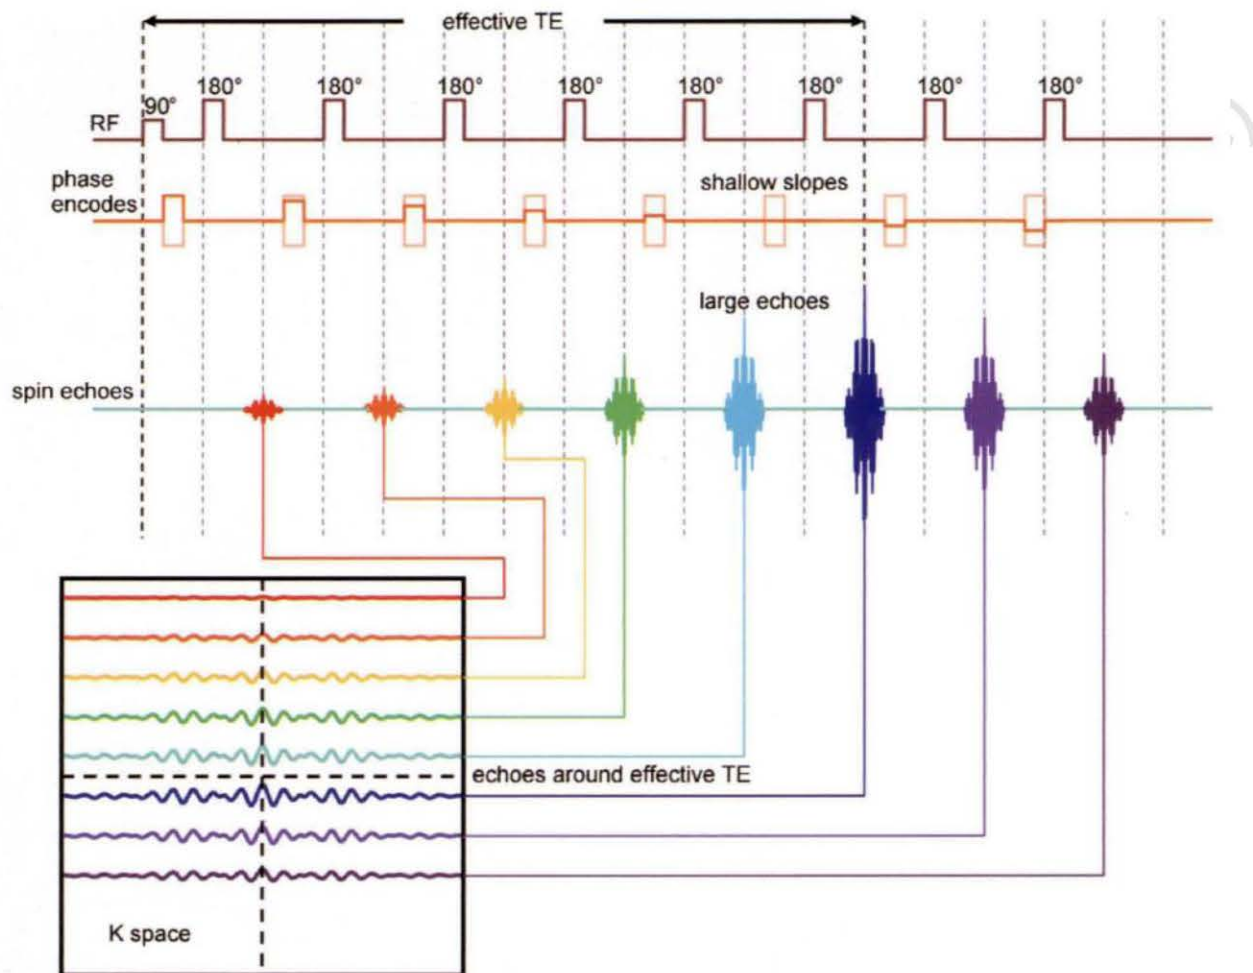 effective TE
180° 180° 180° 180° 180° 180° 180° 180°
90°
RF
phase
encodes
shallow slopes
large echoes
spin echoes
echoes around effective TE
K space